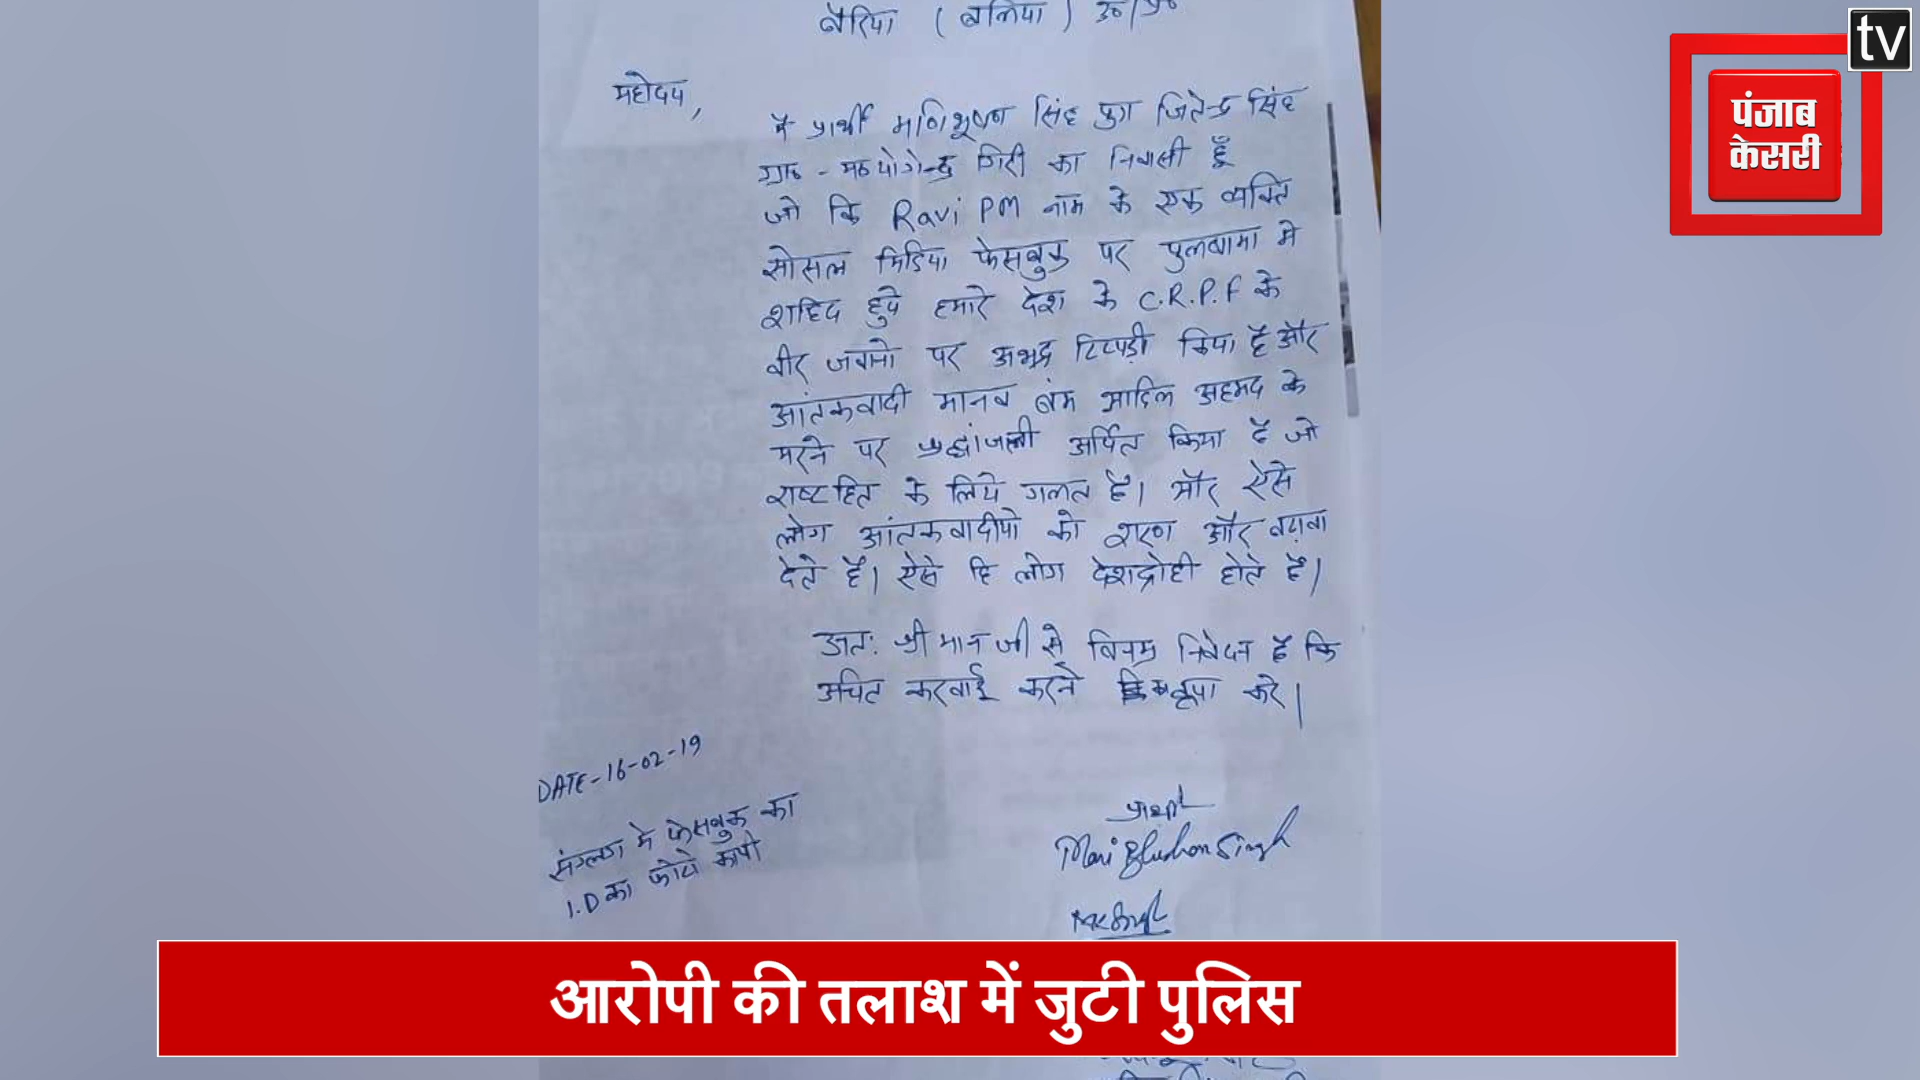 tv
पंजाब
केसरी
बैरिया (बलिया) उ०/प्र०
महोदय,
मै प्रार्थी मणिभूषण सिंह पुत्र जितेन्द्र सिंह
ग्राम - मठ योगेन्द्र गिरी का निवासी हूँ
जो कि Ravi PM नाम के एक व्यक्ति
सोसल मिडिया फेसबुक पर पुलवामा मे
शहिद हुये हमारे देश के C.R.P.F के
वीर जवानो पर अभद्र टिप्पड़ी किया है और
आंतकवादी मानव बंम आदिल अहमद के
मरने पर श्रद्धांजली अर्पित किया है जो
राष्ट हित के लिये गलत है। और ऐसे
लोग आंतकवादीयो को शरण और बढ़ावा
देते है। ऐसे हि लोग देशद्रोही होते है।
अत: श्री मान जी से विनम्र निवेदन है कि
उचित करवाई करने कृपा करे।
DATE-16-02-19
संग्लग मे फेसबुक का
I.D का फोटो कापी
प्रार्थी
Mani Bhushan Singh
आरोपी की तलाश में जुटी पुलिस